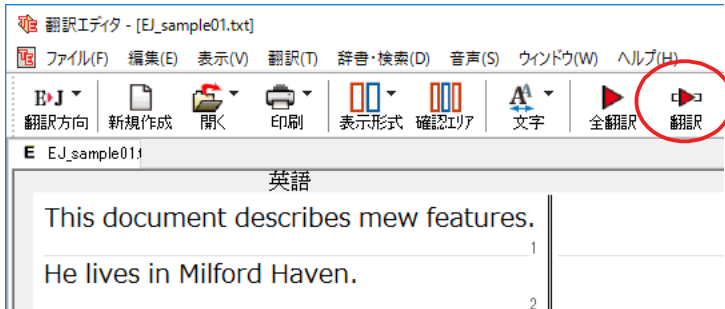 翻訳エディタ - [EJ_sample01.txt]
ファイル(F) 編集(E) 表示(V) 翻訳(T) 辞書・検索(D) 音声(S) ウィンドウ(W) ヘルプ(H)
E▸J
翻訳方向 新規作成 開く 印刷 表示形式 確認エリア 文字 全翻訳 翻訳
E EJ_sample01.t
英語
This document describes mew features.
1
He lives in Milford Haven.
2